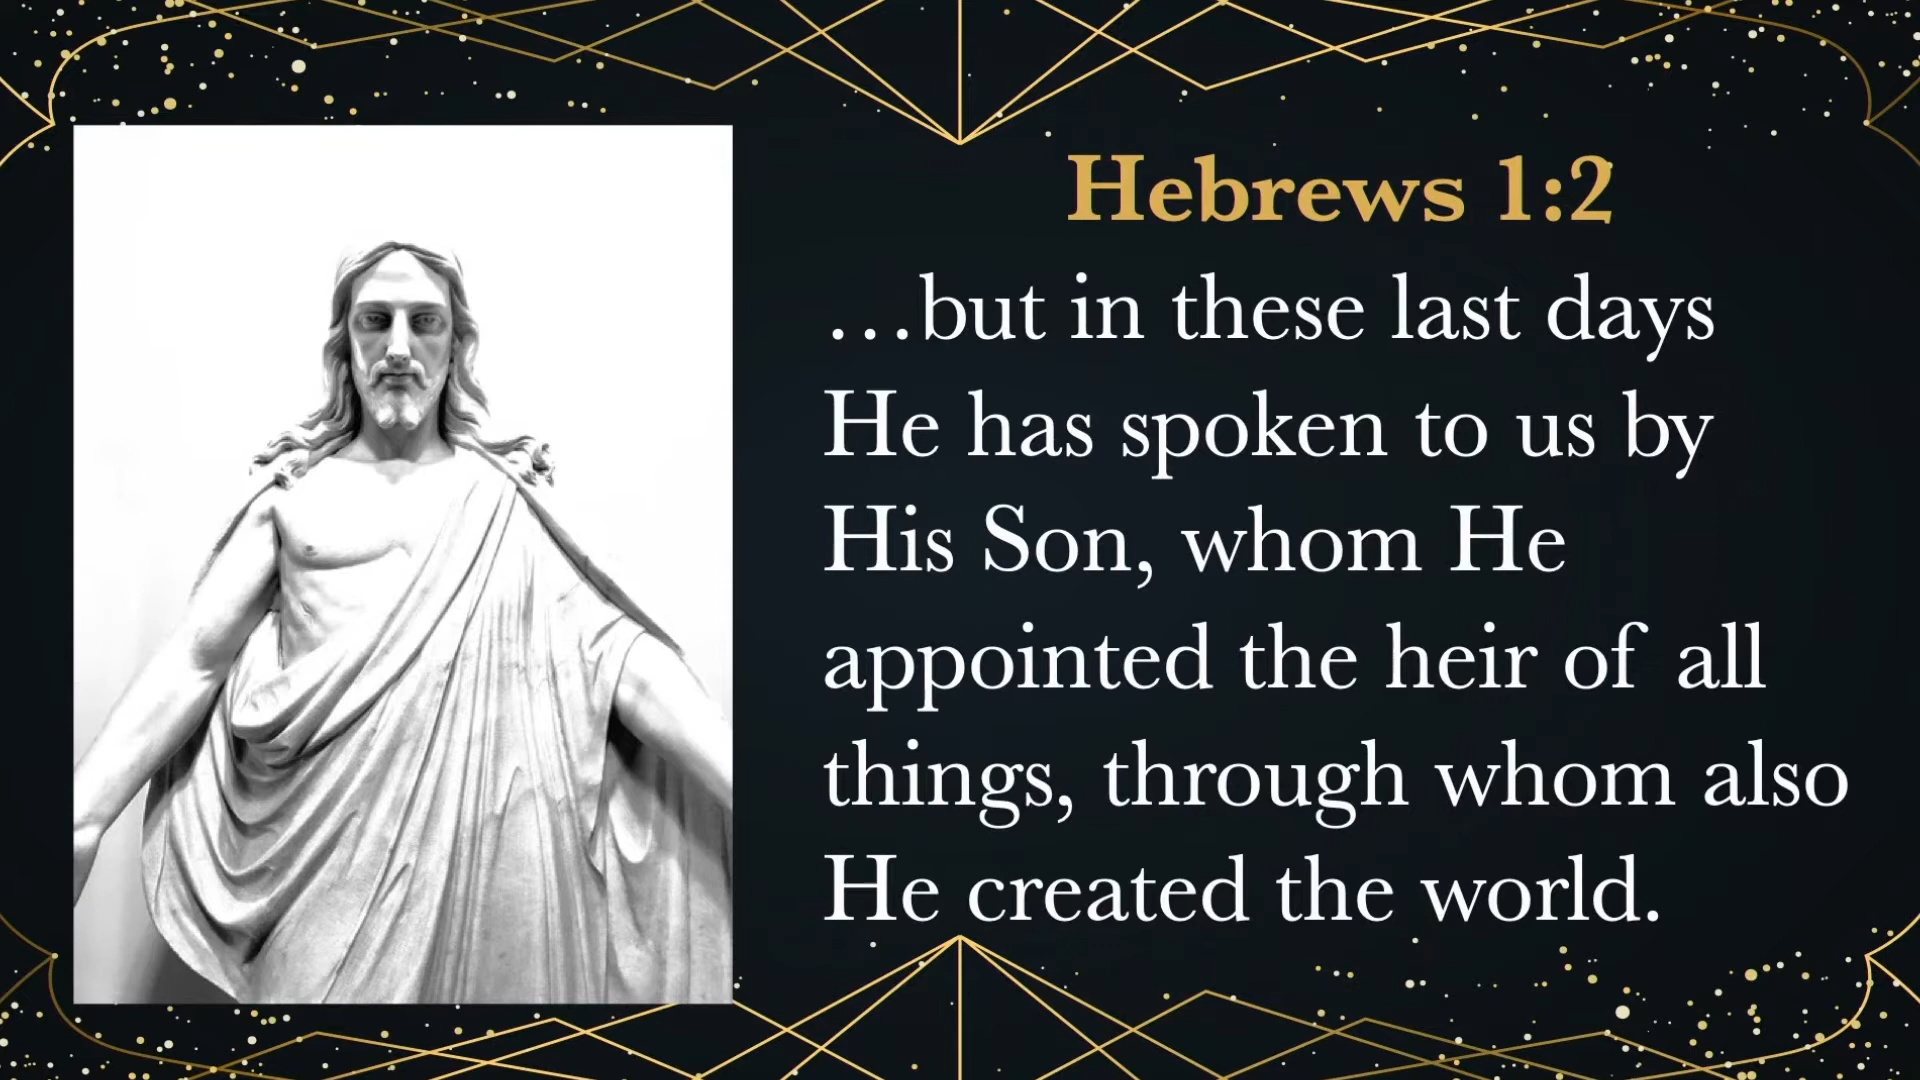 Hebrews 1:2
…but in these last days
He has spoken to us by
His Son, whom He
appointed the heir of all
things, through whom also
He created the world.